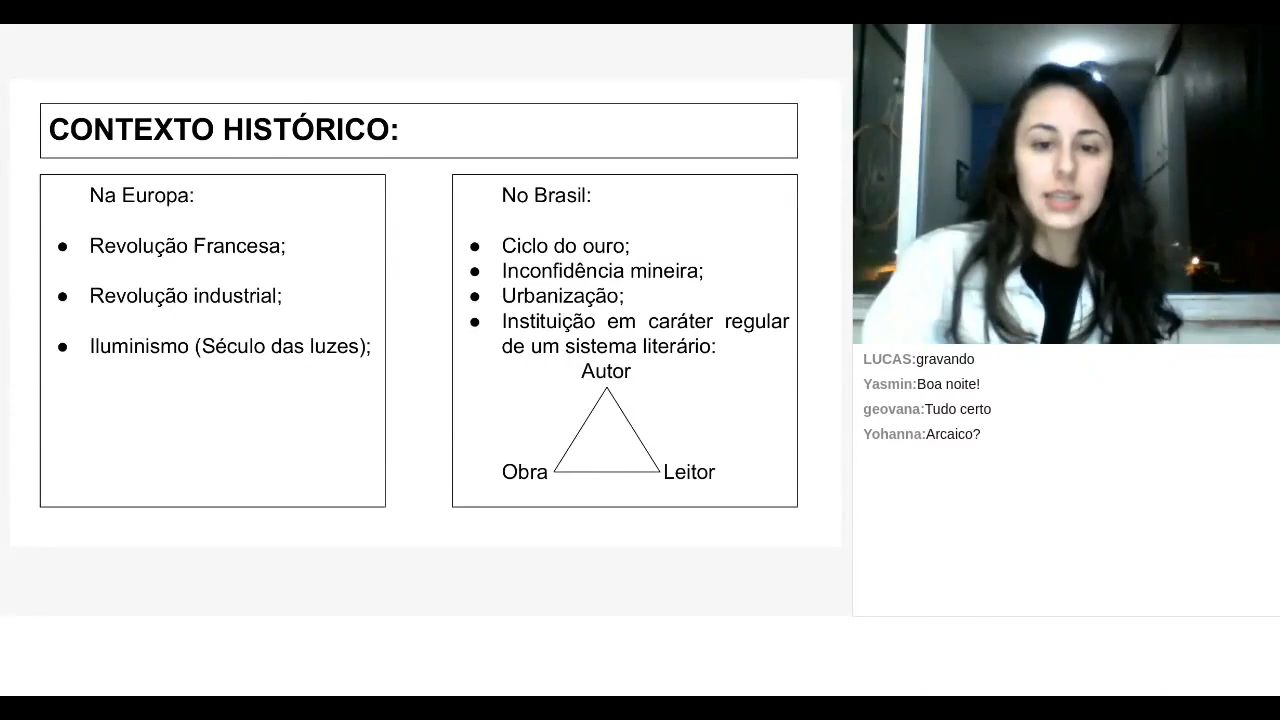 CONTEXTO HISTÓRICO:
Na Europa:
● Revolução Francesa;
● Revolução industrial;
● Iluminismo (Século das luzes);
No Brasil:
● Ciclo do ouro;
● Inconfidência mineira;
● Urbanização;
● Instituição em caráter regular
de um sistema literário:
Autor
Obra
Leitor
LUCAS:gravando
Yasmin:Boa noite!
geovana:Tudo certo
Yohanna:Arcaico?